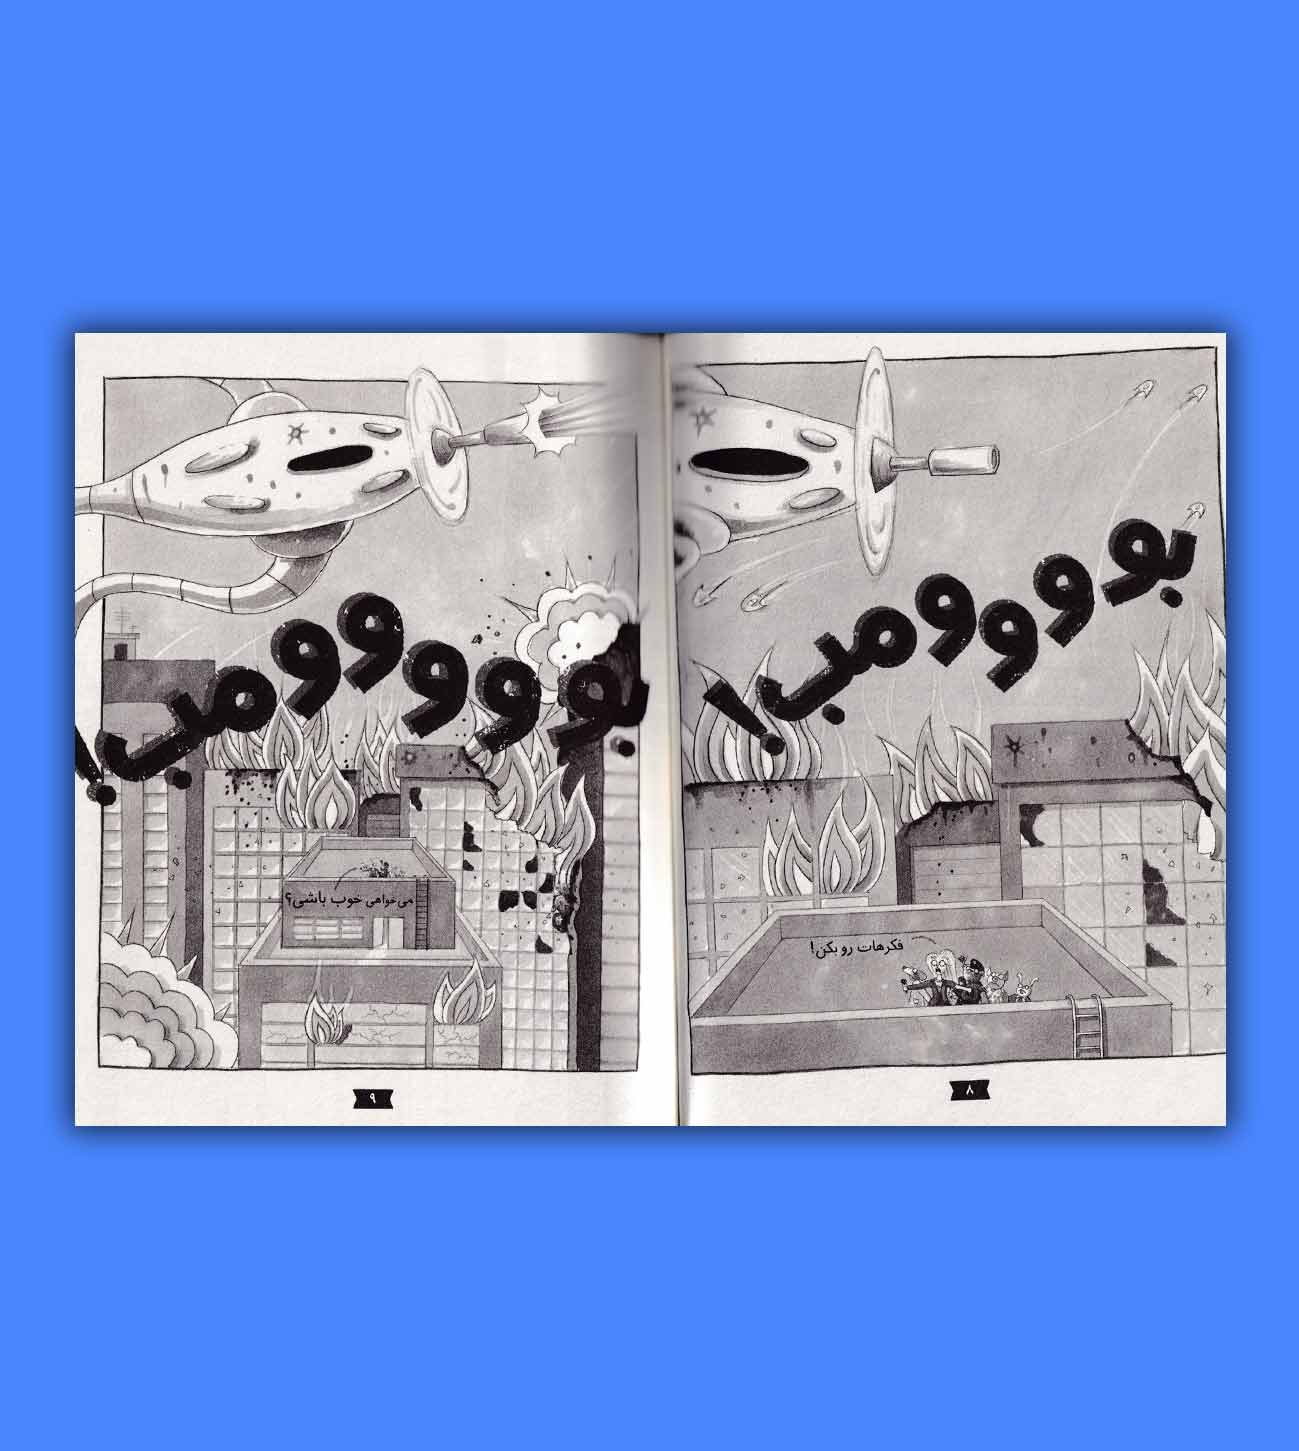 بوووومب!
فکرهات رو بکن!
۸
بووووومب!
می‌خواهی خوب باشی؟
۹